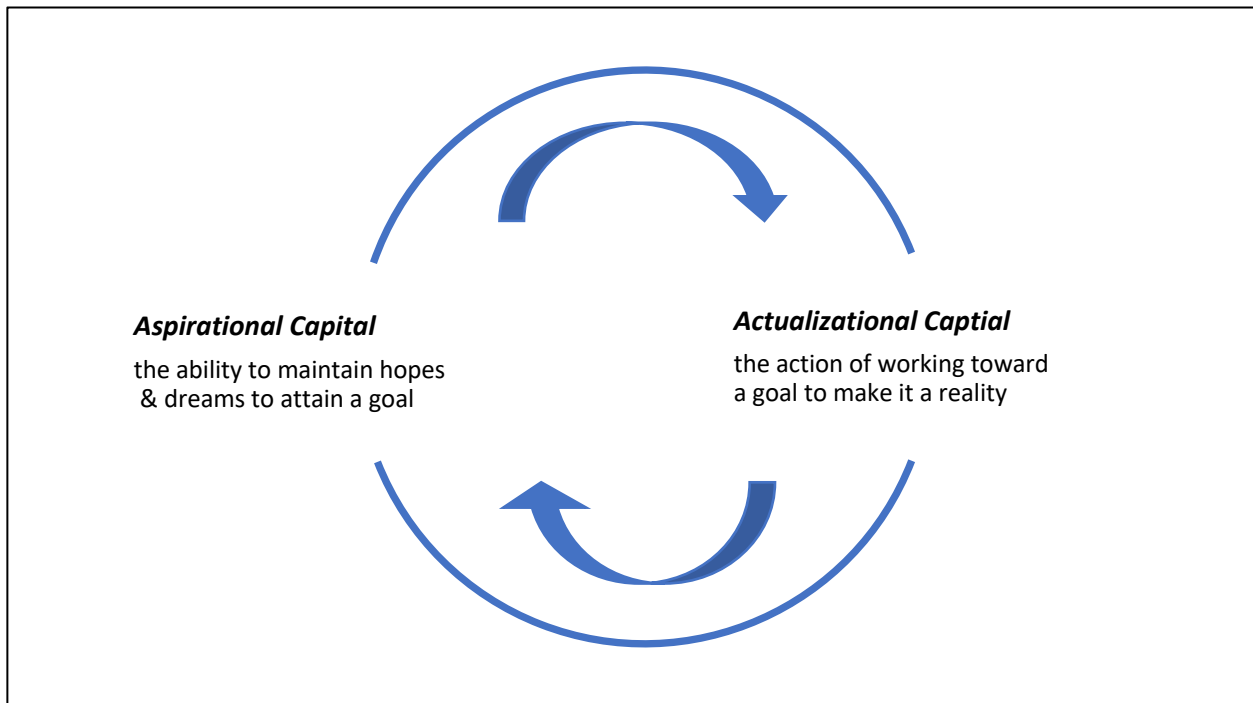 Aspirational Capital
the ability to maintain hopes
& dreams to attain a goal
Actualizational Captial
the action of working toward
a goal to make it a reality